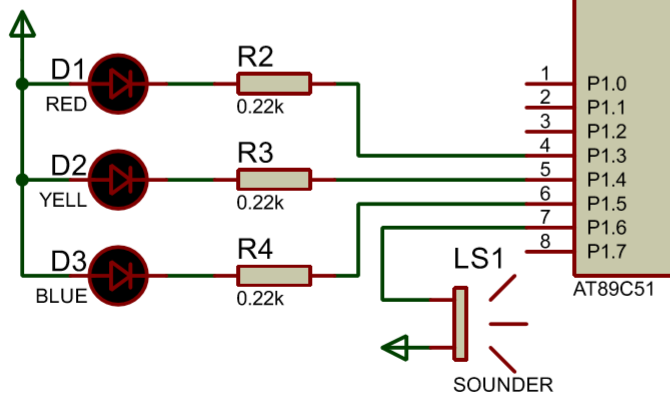 D1
RED
R2
0.22k
D2
YELL
R3
0.22k
D3
BLUE
R4
0.22k
1 P1.0
2 P1.1
3 P1.2
4 P1.3
5 P1.4
6 P1.5
7 P1.6
8 P1.7
AT89C51
LS1
SOUNDER